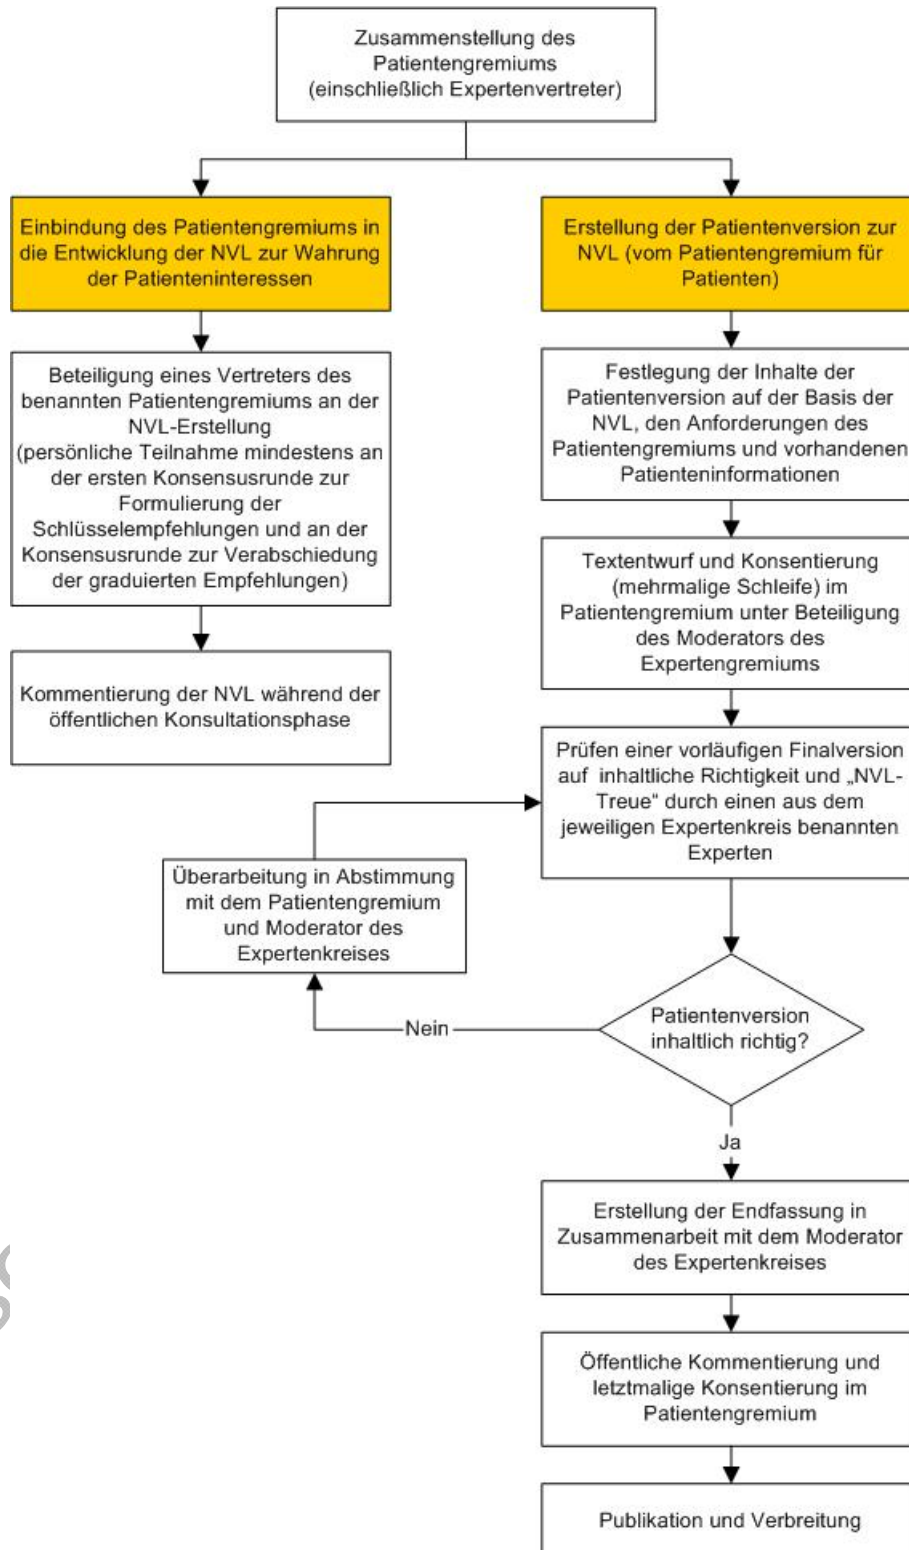 Zusammenstellung des
Patientengremiums
(einschließlich Expertenvertreter)
Einbindung des Patientengremiums in
die Entwicklung der NVL zur Wahrung
der Patienteninteressen
Beteiligung eines Vertreters des
benannten Patientengremiums an der
NVL-Erstellung
(persönliche Teilnahme mindestens an
der ersten Konsensusrunde zur
Formulierung der
Schlüsselempfehlungen und an der
Konsensusrunde zur Verabschiedung
der graduierten Empfehlungen)
Kommentierung der NVL während der
öffentlichen Konsultationsphase
Erstellung der Patientenversion zur
NVL (vom Patientengremium für
Patienten)
Festlegung der Inhalte der
Patientenversion auf der Basis der
NVL, den Anforderungen des
Patientengremiums und vorhandenen
Patienteninformationen
Textentwurf und Konsentierung
(mehrmalige Schleife) im
Patientengremium unter Beteiligung
des Moderators des
Expertengremiums
Prüfen einer vorläufigen Finalversion
auf inhaltliche Richtigkeit und „NVL-
Treue“ durch einen aus dem
jeweiligen Expertenkreis benannten
Experten
Überarbeitung in Abstimmung
mit dem Patientengremium
und Moderator des
Expertenkreises
Patientenversion
inhaltlich richtig?
Nein
Ja
Erstellung der Endfassung in
Zusammenarbeit mit dem Moderator
des Expertenkreises
Öffentliche Kommentierung und
letztmalige Konsentierung im
Patientengremium
Publikation und Verbreitung